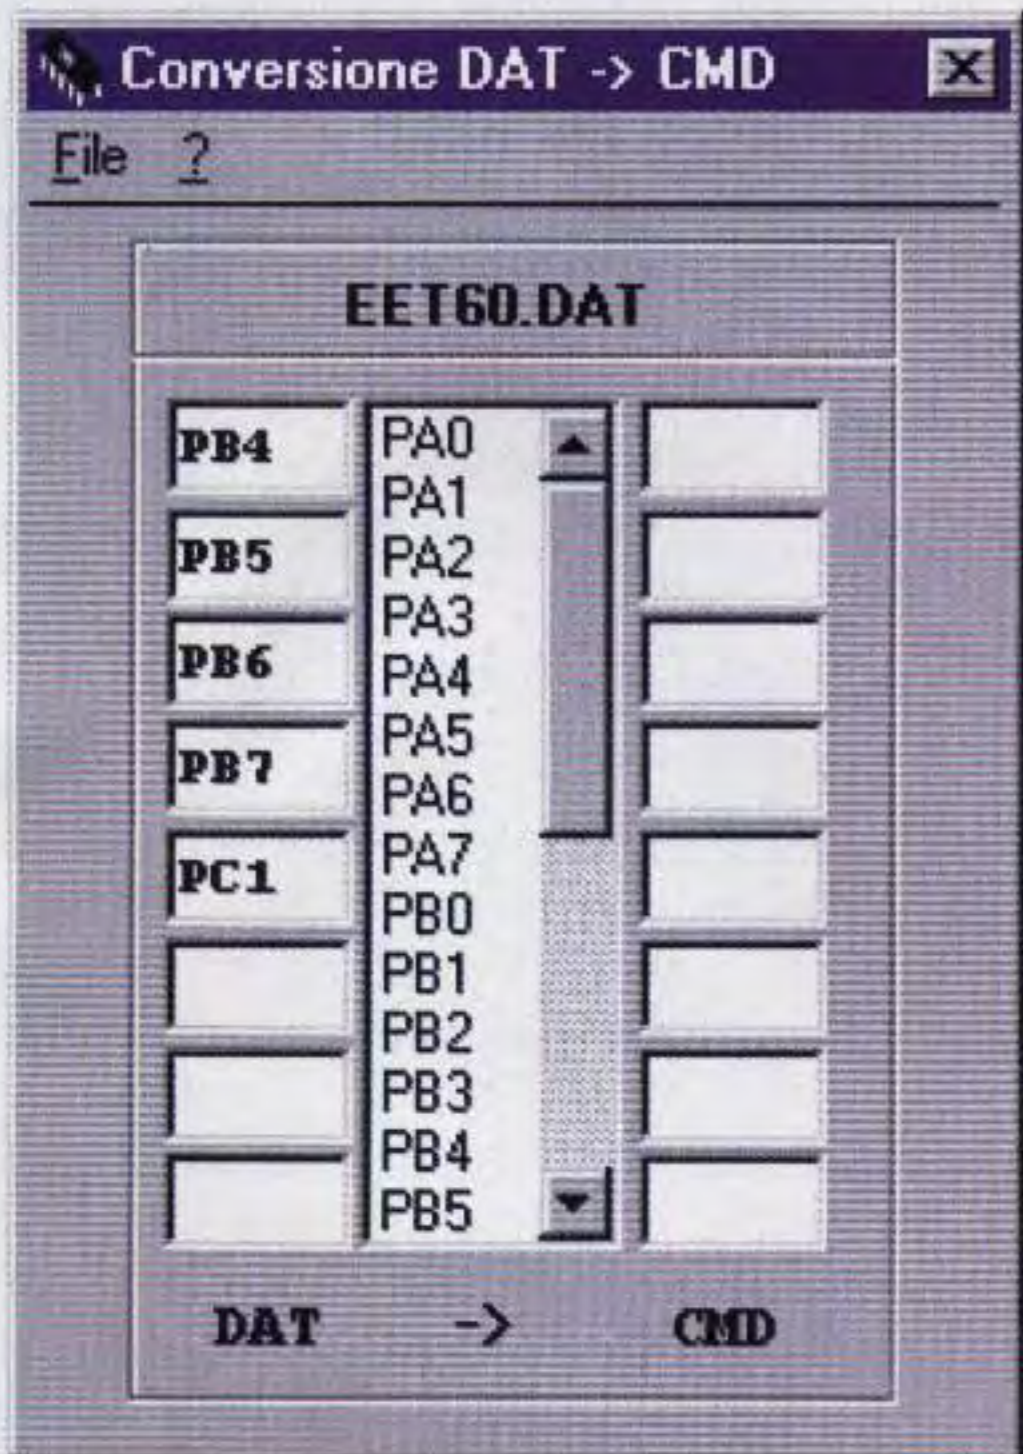 Conversione DAT -> CMD
File ?
EET60.DAT
PB4
PB5
PB6
PB7
PC1
PA0
PA1
PA2
PA3
PA4
PA5
PA6
PA7
PB0
PB1
PB2
PB3
PB4
PB5
DAT -> CMD